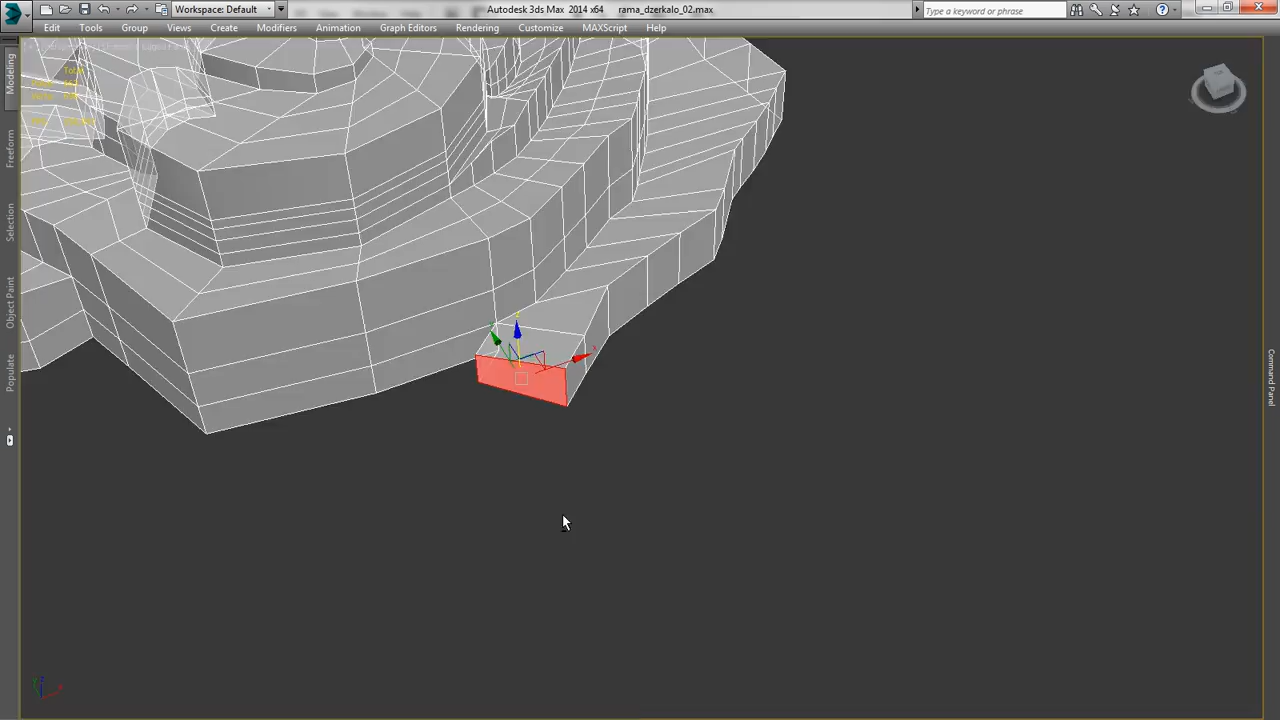 Workspace: Default
Autodesk 3ds Max 2014 x64 rama_dzerkalo_02.max
Type a keyword or phrase
Edit Tools Group Views Create Modifiers Animation Graph Editors Rendering Customize MAXScript Help
Modeling
Freeform
Selection
Object Paint
Populate
Total
Command Panel